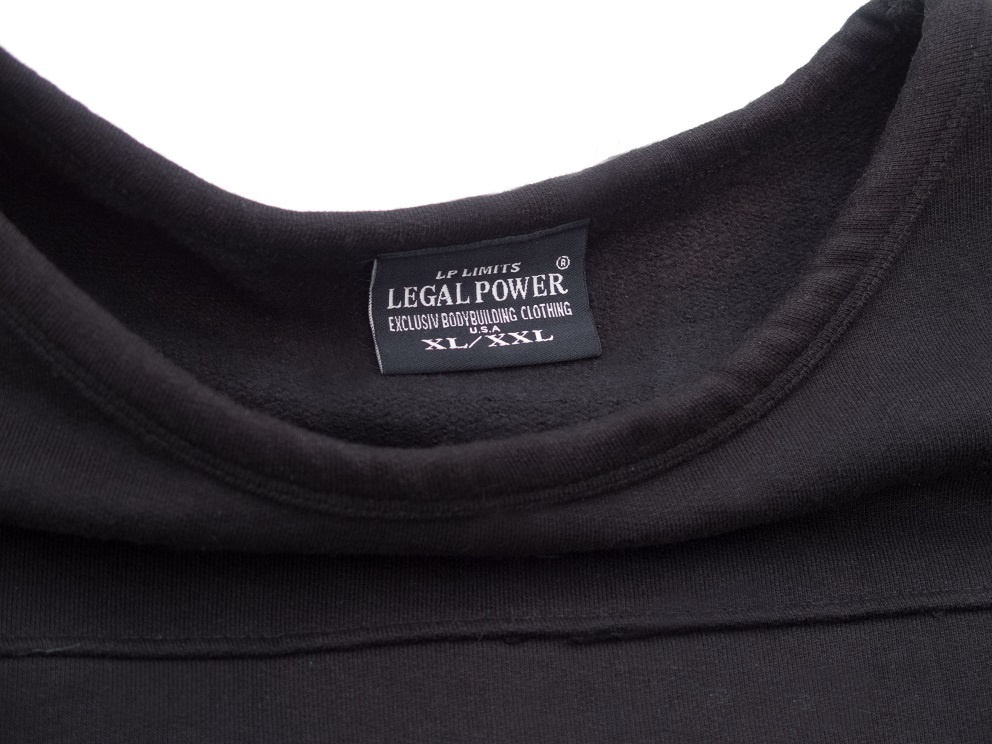 LP LIMITS ®
LEGAL POWER
EXCLUSIV BODYBUILDING CLOTHING
U.S.A
XL/XXL